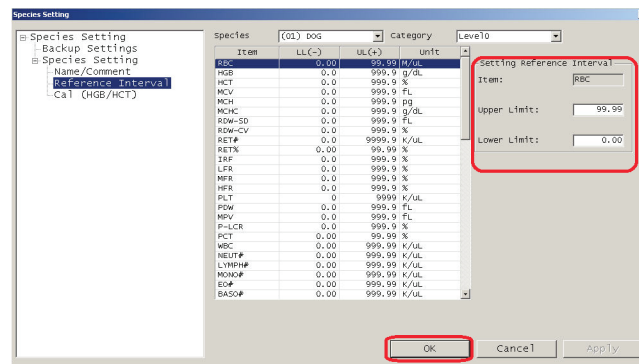 Species Setting
Species Setting
Backup Settings
Species Setting
Name/Comment
Reference Interval
Cal (HGB/HCT)
Species (01) DOG Category Level0
Item LL(-) UL(+) Unit
RBC 0.00 99.99 M/uL
HGB 0.0 999.9 g/dL
HCT 0.0 999.9 %
MCV 0.0 999.9 fL
MCH 0.0 999.9 pg
MCHC 0.0 999.9 g/dL
RDW-SD 0.0 999.9 fL
RDW-CV 0.0 999.9 %
RET# 0.0 9999.9 K/uL
RET% 0.00 99.99 %
IRF 0.0 999.9 %
LFR 0.0 999.9 %
MFR 0.0 999.9 %
HFR 0.0 999.9 %
PLT 0 9999 K/uL
PDW 0.0 999.9 fL
MPV 0.0 999.9 fL
P-LCR 0.0 999.9 %
PCT 0.00 99.99 %
WBC 0.00 999.99 K/uL
NEUT# 0.00 999.99 K/uL
LYMPH# 0.00 999.99 K/uL
MONO# 0.00 999.99 K/uL
EO# 0.00 999.99 K/uL
BASO# 0.00 999.99 K/uL
Setting Reference Interval
Item: RBC
Upper Limit: 99.99
Lower Limit: 0.00
OK Cancel Apply